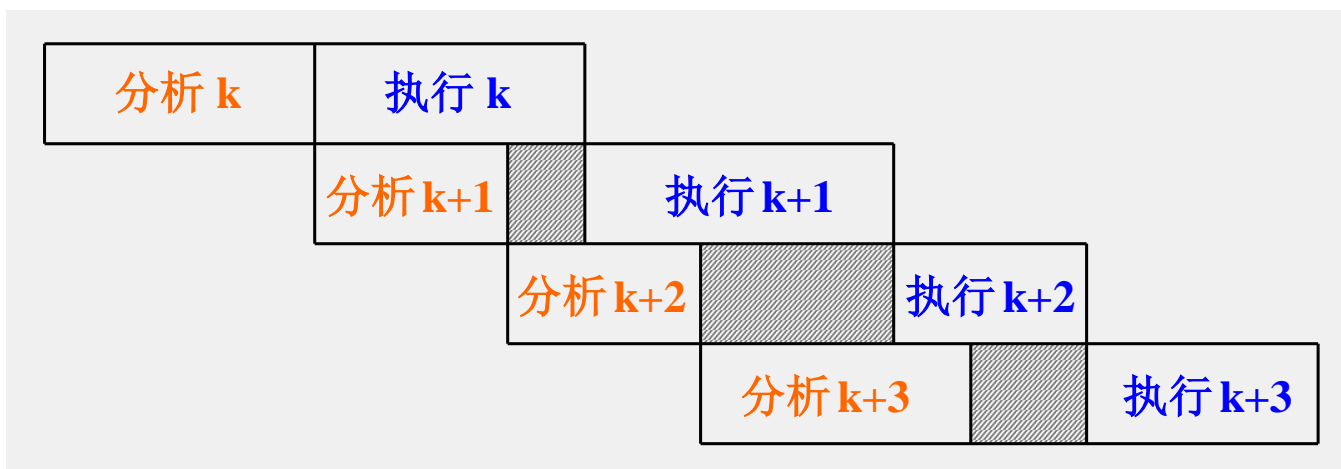 分析 k 执行 k
分析 k+1 执行 k+1
分析 k+2 执行 k+2
分析 k+3 执行 k+3